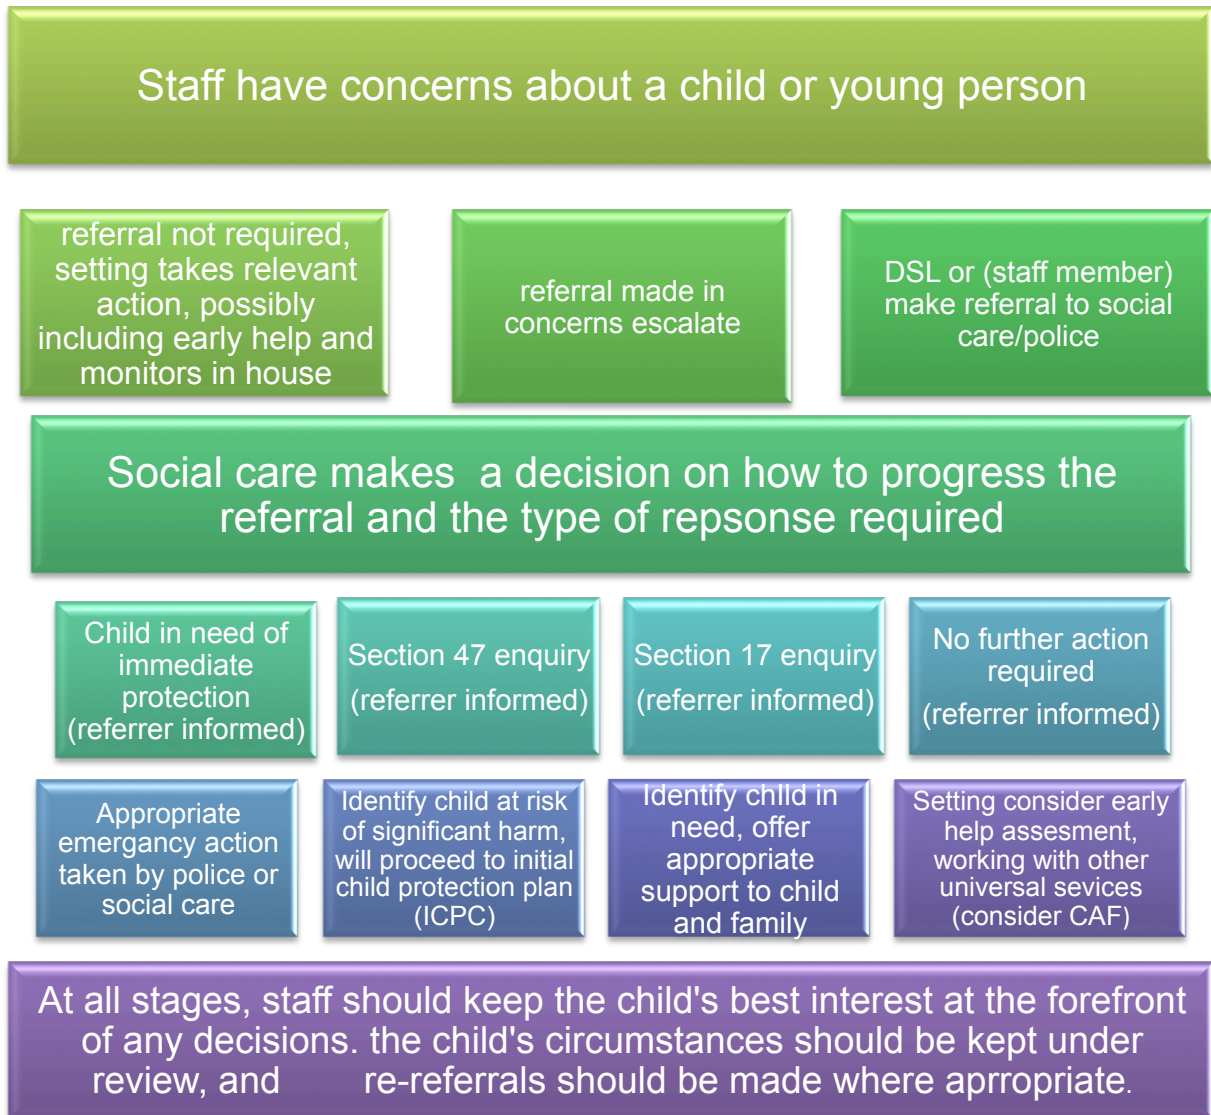 Staff have concerns about a child or young person
referral not required,
setting takes relevant
action, possibly
including early help and
monitors in house
referral made in
concerns escalate
DSL or (staff member)
make referral to social
care/police
Social care makes  a decision on how to progress the
referral and the type of repsonse required
Child in need of
immediate
protection
(referrer informed)
Section 47 enquiry
(referrer informed)
Section 17 enquiry
(referrer informed)
No further action
required
(referrer informed)
Appropriate
emergancy action
taken by police or
social care
Identify child at risk
of significant harm,
will proceed to initial
child protection plan
(ICPC)
Identify chIld in
need, offer
appropriate
support to child
and family
Setting consider early
help assesment,
working with other
universal sevices
(consider CAF)
At all stages, staff should keep the child's best interest at the forefront
of any decisions. the child's circumstances should be kept under
review, and       re-referrals should be made where aprropriate.